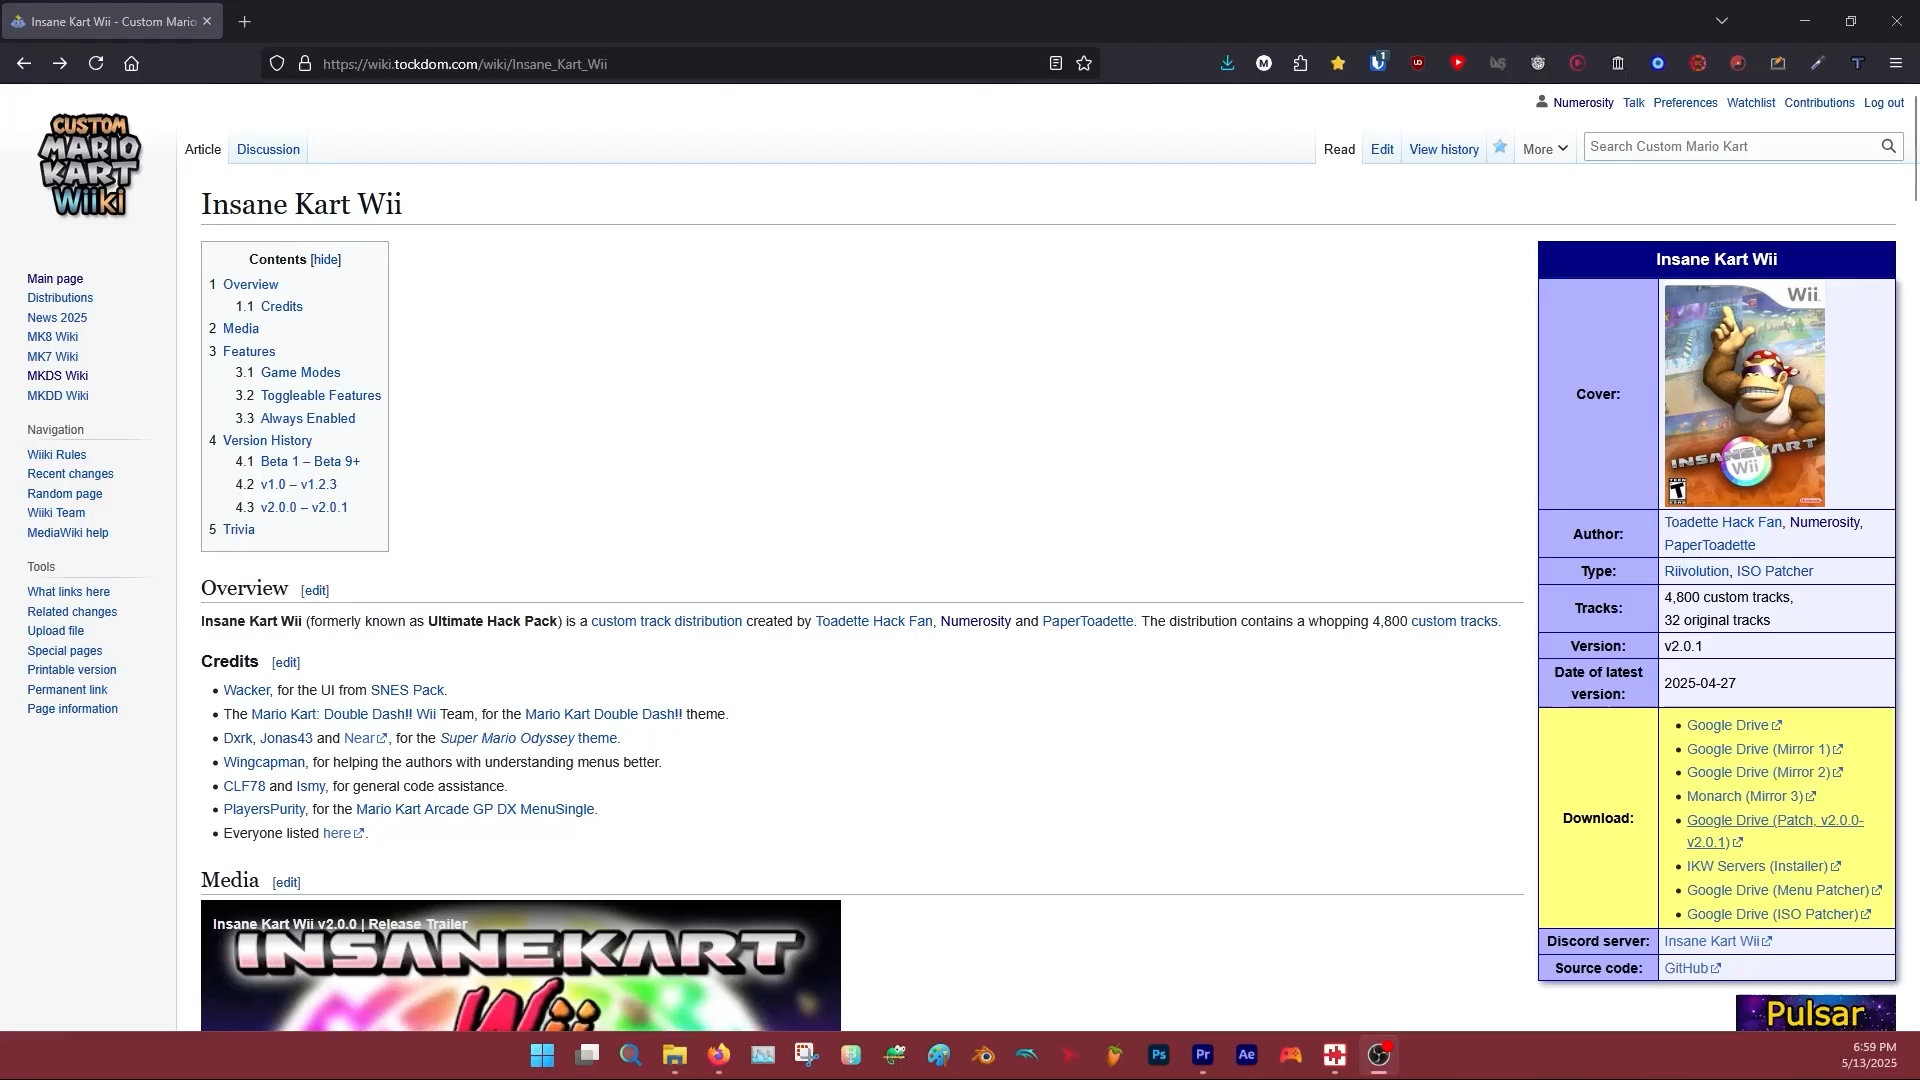 Insane Kart Wii - Custom Mario
https://wiki.tockdom.com/wiki/Insane_Kart_Wii
1
Numerosity Talk Preferences Watchlist Contributions Log out
CUSTOM
MARIO
KART
Wiiki
Article Discussion
Read Edit View history More Search Custom Mario Kart
Main page
Distributions
News 2025
MK8 Wiki
MK7 Wiki
MKDS Wiki
MKDD Wiki
Navigation
Wiiki Rules
Recent changes
Random page
Wiiki Team
MediaWiki help
Tools
What links here
Related changes
Upload file
Special pages
Printable version
Permanent link
Page information
Insane Kart Wii
Contents [hide]
1 Overview
1.1 Credits
2 Media
3 Features
3.1 Game Modes
3.2 Toggleable Features
3.3 Always Enabled
4 Version History
4.1 Beta 1 – Beta 9+
4.2 v1.0 – v1.2.3
4.3 v2.0.0 – v2.0.1
5 Trivia
Overview [edit]
Insane Kart Wii (formerly known as Ultimate Hack Pack) is a custom track distribution created by Toadette Hack Fan, Numerosity and PaperToadette. The distribution contains a whopping 4,800 custom tracks.
Credits [edit]
• Wacker, for the UI from SNES Pack.
• The Mario Kart: Double Dash!! Wii Team, for the Mario Kart Double Dash!! theme.
• Dxrk, Jonas43 and Near, for the Super Mario Odyssey theme.
• Wingcapman, for helping the authors with understanding menus better.
• CLF78 and Ismy, for general code assistance.
• PlayersPurity, for the Mario Kart Arcade GP DX MenuSingle.
• Everyone listed here.
Media [edit]
Insane Kart Wii v2.0.0 | Release Trailer
INSANEKART
Wii
Insane Kart Wii
Cover:
Wii
INSANEKART
Wii
T
Author:
Toadette Hack Fan, Numerosity,
PaperToadette
Type: Riivolution, ISO Patcher
Tracks:
4,800 custom tracks,
32 original tracks
Version: v2.0.1
Date of latest
version:
2025-04-27
Download:
• Google Drive
• Google Drive (Mirror 1)
• Google Drive (Mirror 2)
• Monarch (Mirror 3)
• Google Drive (Patch, v2.0.0-
v2.0.1)
• IKW Servers (Installer)
• Google Drive (Menu Patcher)
• Google Drive (ISO Patcher)
Discord server: Insane Kart Wii
Source code: GitHub
Pulsar
Ps Pr Ae
6:59 PM
5/13/2025